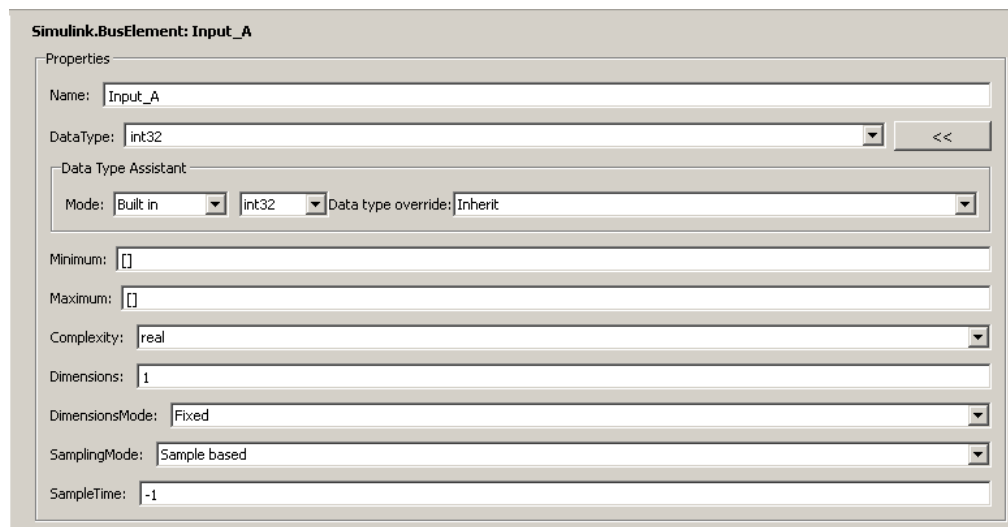 Simulink.BusElement: Input_A
Properties
Name: Input_A
DataType: int32 <<
Data Type Assistant
Mode: Built in int32 Data type override: Inherit
Minimum: []
Maximum: []
Complexity: real
Dimensions: 1
DimensionsMode: Fixed
SamplingMode: Sample based
SampleTime: -1